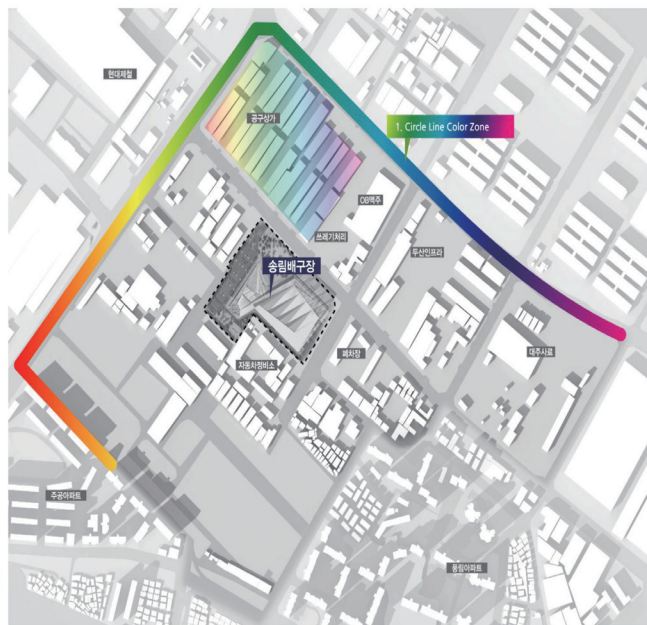 현대제철
공구상가
1. Circle Line Color Zone
OB맥주
쓰레기처리
두산인프라
송림배구장
폐차장
대주사료
자동차정비소
주공아파트
풍림아파트